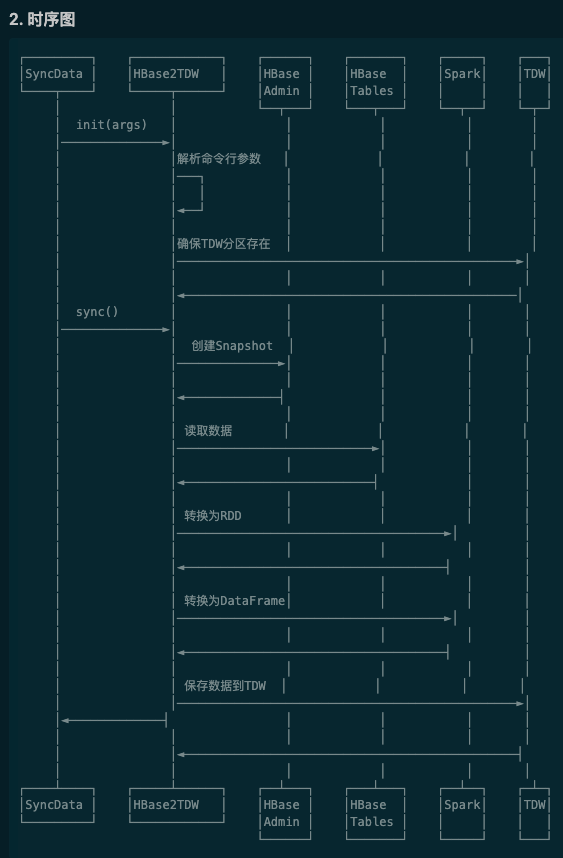 2. 时序图
SyncData HBase2TDW HBase HBase Spark TDW
Admin Tables
init(args)
解析命令行参数
确保TDW分区存在
sync()
创建Snapshot
读取数据
转换为RDD
转换为DataFrame
保存数据到TDW
SyncData HBase2TDW HBase HBase Spark TDW
Admin Tables